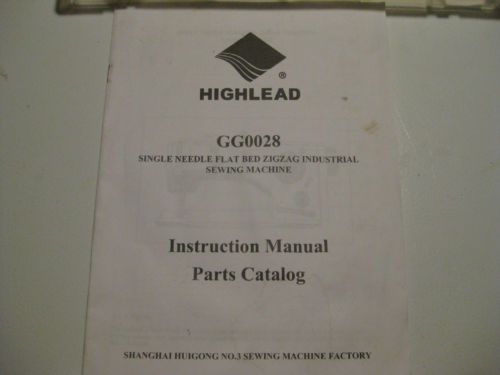 ®
HIGHLEAD
GG0028
SINGLE NEEDLE FLAT BED ZIGZAG INDUSTRIAL
SEWING MACHINE
Instruction Manual
Parts Catalog
SHANGHAI HUIGONG NO.3 SEWING MACHINE FACTORY